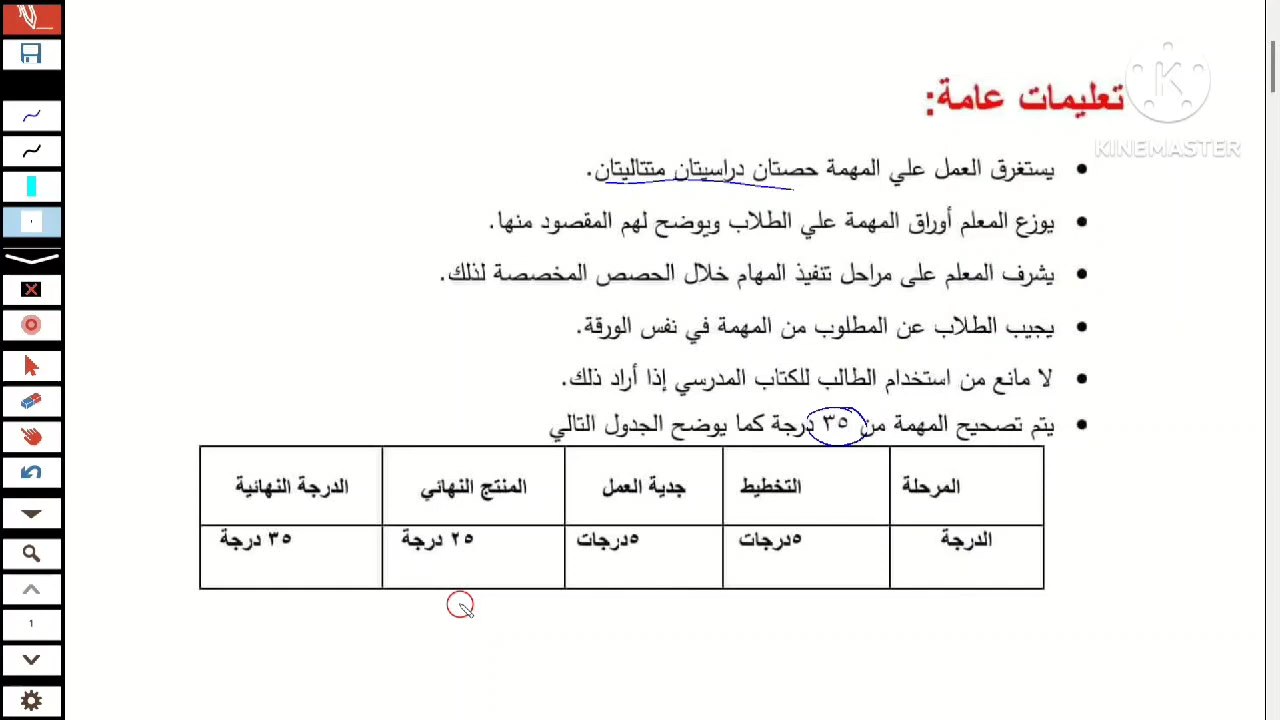 تعليمات عامة:
KINEMASTER
• يستغرق العمل علي المهمة حصتان دراسيتان متتاليتان.
• يوزع المعلم أوراق المهمة علي الطلاب ويوضح لهم المقصود منها.
• يشرف المعلم على مراحل تنفيذ المهام خلال الحصص المخصصة لذلك.
• يجيب الطلاب عن المطلوب من المهمة في نفس الورقة.
• لا مانع من استخدام الطالب للكتاب المدرسي إذا أراد ذلك.
• يتم تصحيح المهمة من ٣٥ درجة كما يوضح الجدول التالي
المرحلة التخطيط جدية العمل المنتج النهائي الدرجة النهائية
الدرجة ٥درجات ٥درجات ٢٥ درجة ٣٥ درجة